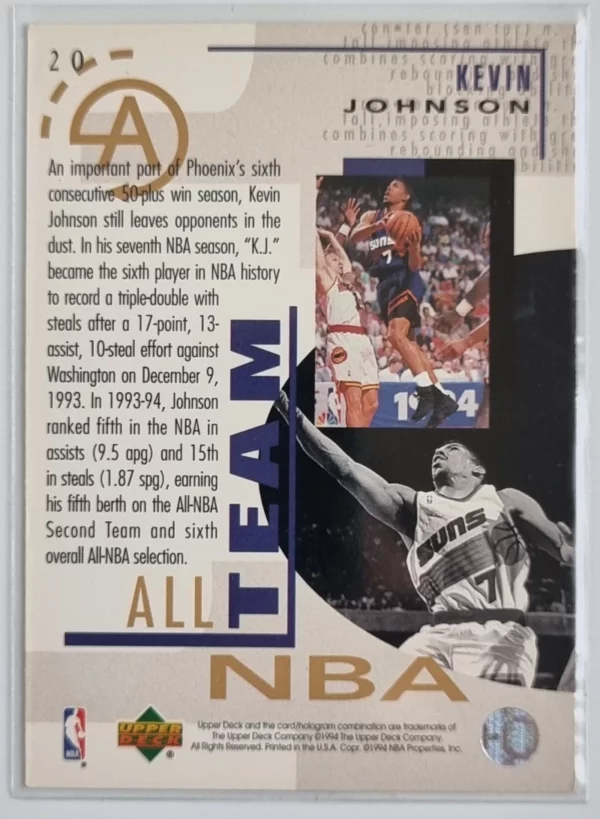 20
KEVIN
JOHNSON
A
An important part of Phoenix's sixth
consecutive 50-plus win season, Kevin
Johnson still leaves opponents in the
dust. In his seventh NBA season, "K.J."
became the sixth player in NBA history
to record a triple-double with
steals after a 17-point, 13-
assist, 10-steal effort against
Washington on December 9,
1993. In 1993-94, Johnson
ranked fifth in the NBA in
assists (9.5 apg) and 15th
in steals (1.87 spg), earning
his fifth berth on the All-NBA
Second Team and sixth
overall All-NBA selection.
SUNS
7
SUNS
7
ALL
TEAM
NBA
NBA
UPPER
DECK
®
Upper Deck and the card/hologram combination are trademarks of
The Upper Deck Company ©1994 The Upper Deck Company.
All Rights Reserved. Printed in the U.S.A. Copr. ©1994 NBA Properties, Inc.